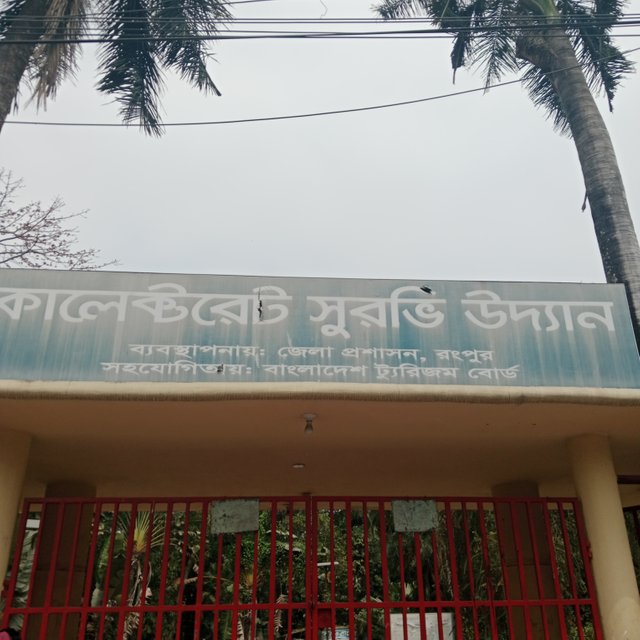 কালেক্টরেট সুরভি উদ্যান
ব্যবস্থাপনায়: জেলা প্রশাসন, রংপুর
সহযোগিতায়: বাংলাদেশ ট্যুরিজম বোর্ড